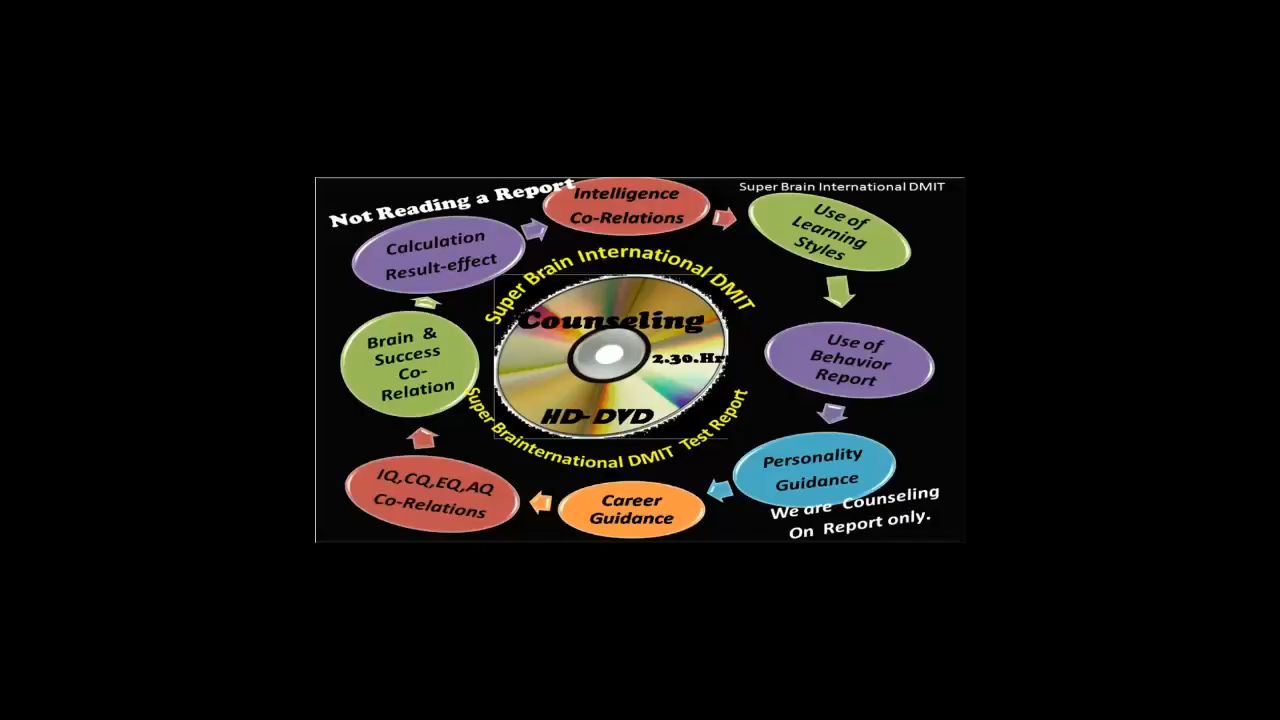 Not Reading a Report
Super Brain International DMIT
Intelligence
Co-Relations
Use of
Learning
Styles
Use of
Behavior
Report
Personality
Guidance
We are Counseling
On Report only.
Career
Guidance
IQ,CQ,EQ,AQ
Co-Relations
Brain &
Success
Co-
Relation
Calculation
Result-effect
Super Brain International DMIT
Counseling
2.30.Hr
HD-DVD
Super Brainternational DMIT Test Report